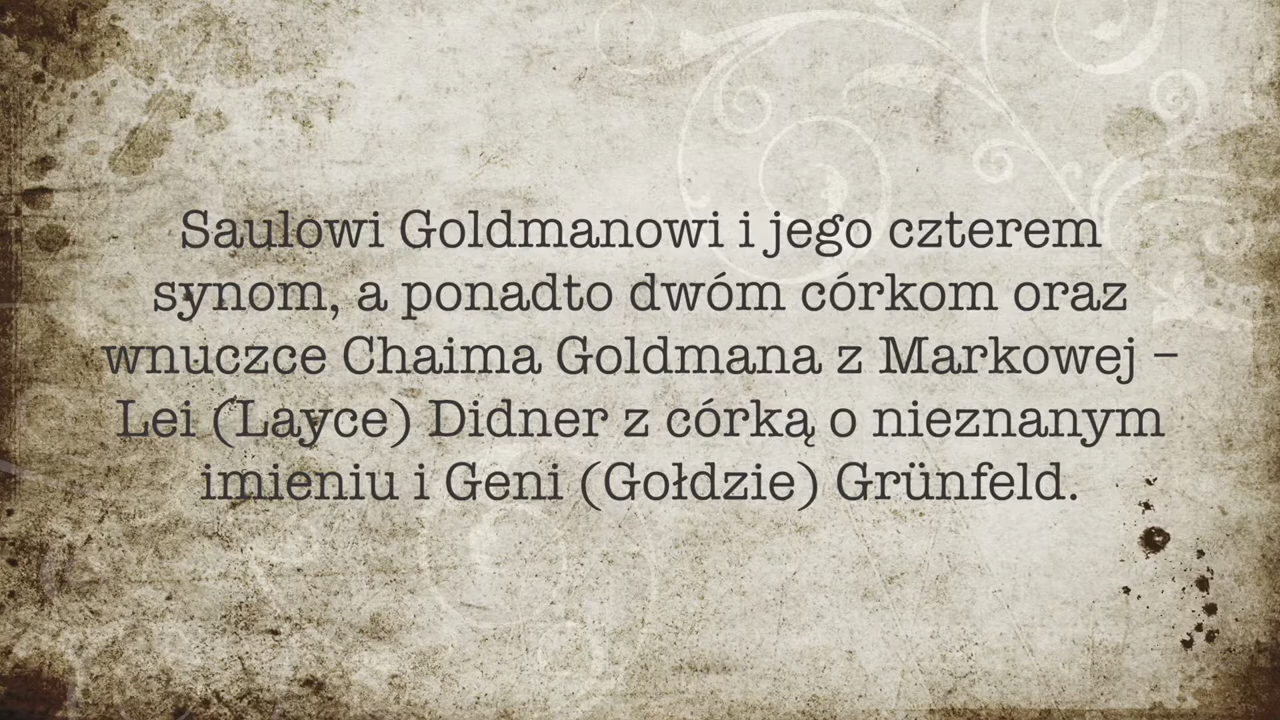 Saulowi Goldmanowi i jego czterem
synom, a ponadto dwóm córkom oraz
wnuczce Chaima Goldmana z Markowej –
Lei (Layce) Didner z córką o nieznanym
imieniu i Geni (Gołdzie) Grünfeld.